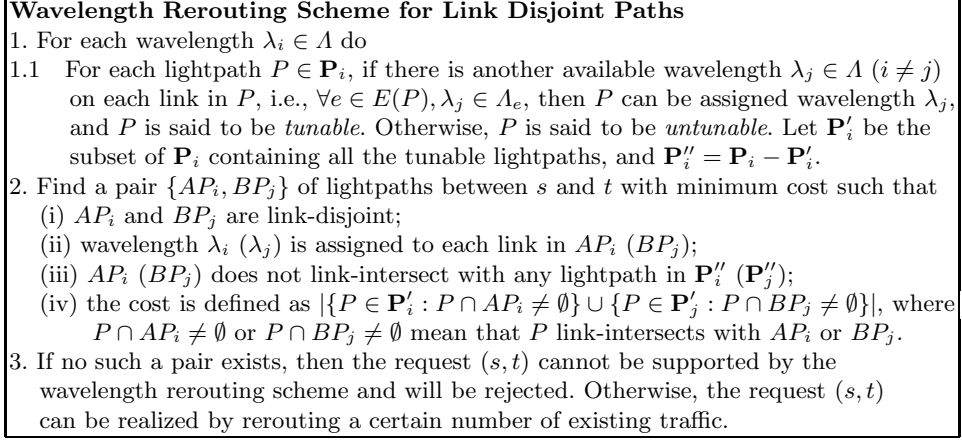 Wavelength Rerouting Scheme for Link Disjoint Paths
1. For each wavelength λ_i ∈ Λ do
1.1 For each lightpath P ∈ **P**_i, if there is another available wavelength λ_j ∈ Λ (i ≠ j)
on each link in P, i.e., ∀e ∈ E(P), λ_j ∈ Λ_e, then P can be assigned wavelength λ_j,
and P is said to be tunable. Otherwise, P is said to be untunable. Let **P**′_i be the
subset of **P**_i containing all the tunable lightpaths, and **P**″_i = **P**_i − **P**′_i.
2. Find a pair {AP_i, BP_j} of lightpaths between s and t with minimum cost such that
(i) AP_i and BP_j are link-disjoint;
(ii) wavelength λ_i (λ_j) is assigned to each link in AP_i (BP_j);
(iii) AP_i (BP_j) does not link-intersect with any lightpath in **P**″_i (**P**″_j);
(iv) the cost is defined as |{P ∈ **P**′_i : P ∩ AP_i ≠ ∅} ∪ {P ∈ **P**′_j : P ∩ BP_j ≠ ∅}|, where
P ∩ AP_i ≠ ∅ or P ∩ BP_j ≠ ∅ mean that P link-intersects with AP_i or BP_j.
3. If no such a pair exists, then the request (s, t) cannot be supported by the
wavelength rerouting scheme and will be rejected. Otherwise, the request (s, t)
can be realized by rerouting a certain number of existing traffic.